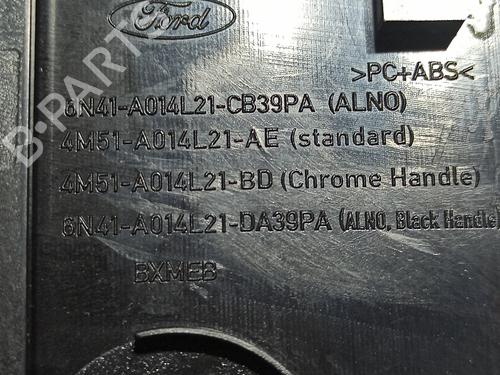 Ford
>PC+ABS<
6N41-A014L21-CB39PA (ALNO)
4M51-A014L21-AE (standard)
4M51-A014L21-BD (Chrome Handle)
6N41-A014L21-DA39PA (ALNO, Black Handle)
BXMEB
B-PARTS